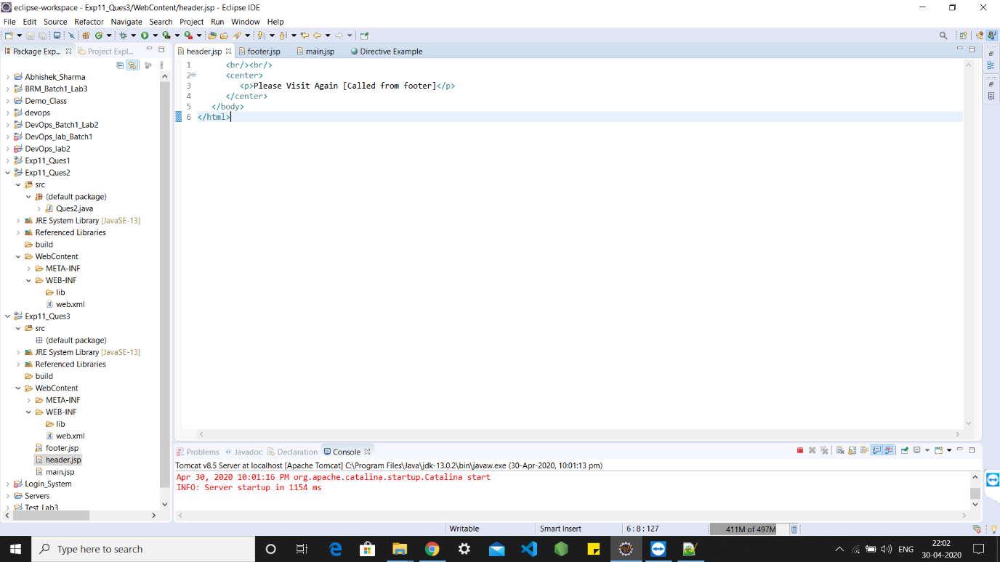 eclipse-workspace - Exp11_Ques3/WebContent/header.jsp - Eclipse IDE
File Edit Source Refactor Navigate Search Project Run Window Help
Package Exp... Project Expl...
Abhishek_Sharma
BRM_Batch1_Lab3
Demo_Class
devops
DevOps_Batch1_Lab2
DevOps_lab_Batch1
DevOps_lab2
Exp11_Ques1
Exp11_Ques2
src
(default package)
Ques2.java
JRE System Library [JavaSE-13]
Referenced Libraries
build
WebContent
META-INF
WEB-INF
lib
web.xml
Exp11_Ques3
src
(default package)
JRE System Library [JavaSE-13]
Referenced Libraries
build
WebContent
META-INF
WEB-INF
lib
web.xml
footer.jsp
header.jsp
main.jsp
Login_System
Servers
Test_Lab3
header.jsp footer.jsp main.jsp Directive Example
1 <br/><br/>
2 <center>
3 <p>Please Visit Again [Called from footer]</p>
4 </center>
5 </body>
6 </html>
Problems Javadoc Declaration Console
Tomcat v8.5 Server at localhost [Apache Tomcat] C:\Program Files\Java\jdk-13.0.2\bin\javaw.exe (30-Apr-2020, 10:01:13 pm)
Apr 30, 2020 10:01:16 PM org.apache.catalina.startup.Catalina start
INFO: Server startup in 1154 ms
Writable Smart Insert 6 : 8 : 127 411M of 497M
Type here to search ENG 22:02
30-04-2020